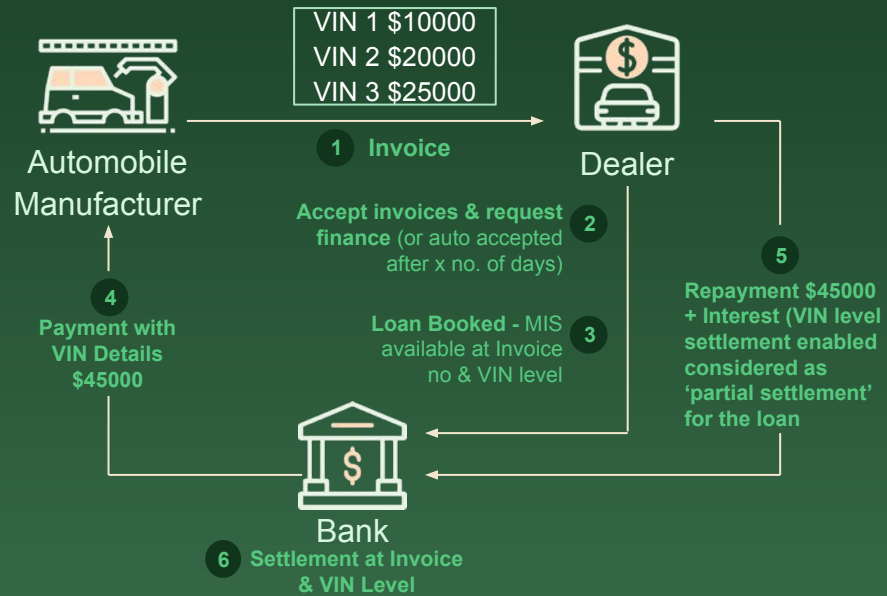 VIN 1 $10000
VIN 2 $20000
VIN 3 $25000
Automobile
Manufacturer
1 Invoice
Dealer
Accept invoices & request
finance (or auto accepted
after x no. of days)
2
Loan Booked - MIS
available at Invoice
no & VIN level
3
4
Payment with
VIN Details
$45000
5
Repayment $45000
+ Interest (VIN level
settlement enabled
considered as
‘partial settlement’
for the loan
$
$
Bank
6 Settlement at Invoice
& VIN Level